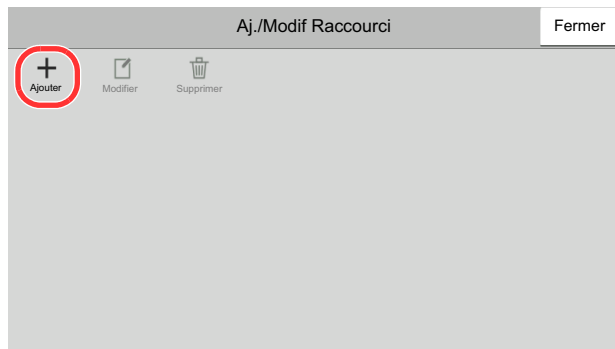 Aj./Modif Raccourci
Fermer
Ajouter
Modifier
Supprimer